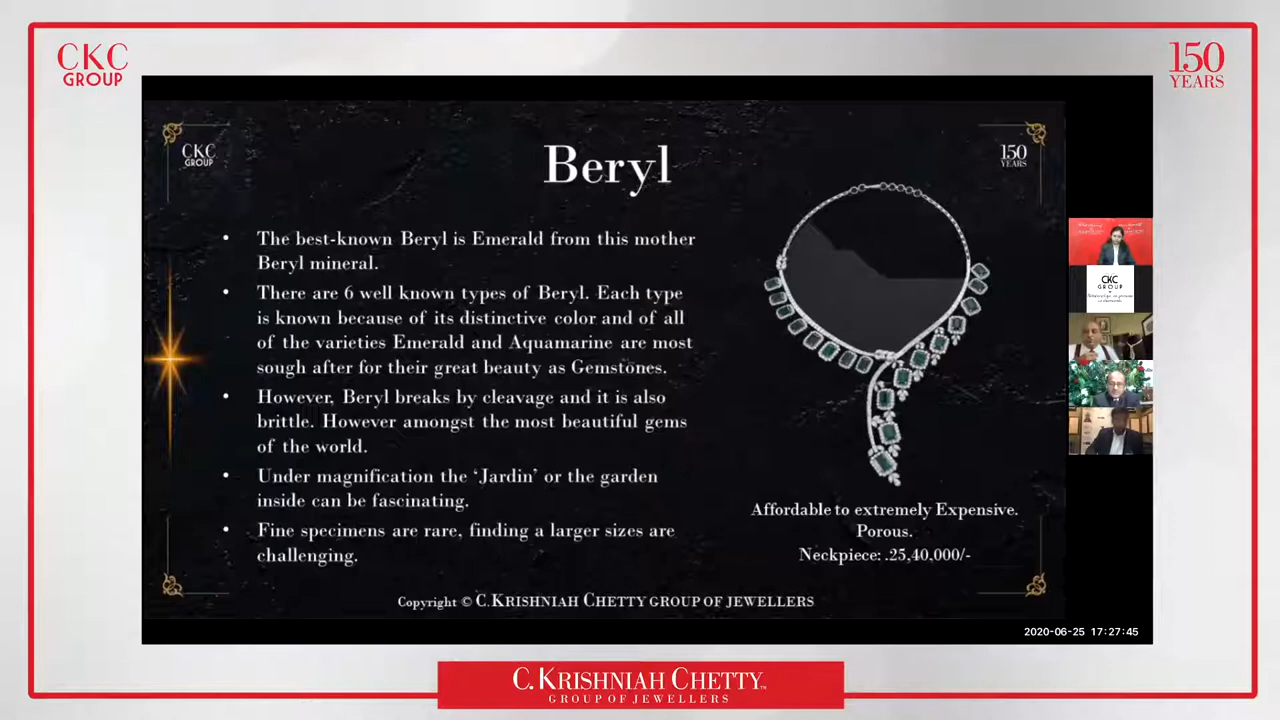 CKC
GROUP
150
YEARS
CKC
GROUP
Beryl
150
YEARS
• The best-known Beryl is Emerald from this mother
Beryl mineral.
• There are 6 well known types of Beryl. Each type
is known because of its distinctive color and of all
of the varieties Emerald and Aquamarine are most
sough after for their great beauty as Gemstones.
• However, Beryl breaks by cleavage and it is also
brittle. However amongst the most beautiful gems
of the world.
• Under magnification the ‘Jardin’ or the garden
inside can be fascinating.
• Fine specimens are rare, finding a larger sizes are
challenging.
Affordable to extremely Expensive.
Porous.
Neckpiece: .25,40,000/-
Copyright © C.KRISHNIAH CHETTY GROUP OF JEWELLERS
CKC
GROUP
2020-06-25 17:27:45
C. KRISHNIAH CHETTY™
GROUP OF JEWELLERS